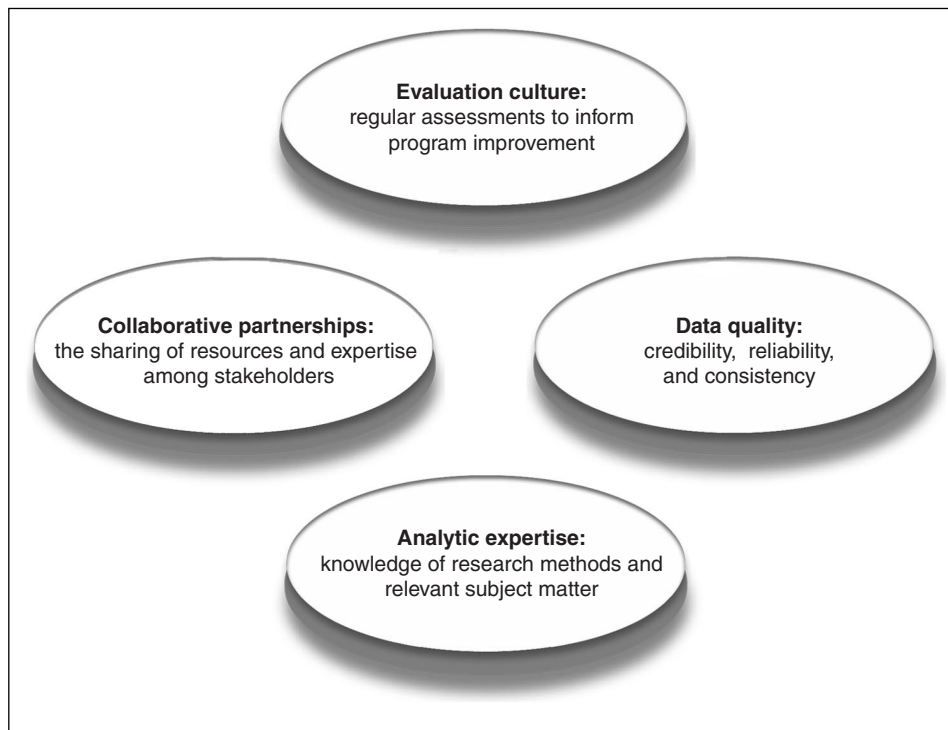 Evaluation culture:
regular assessments to inform
program improvement
Collaborative partnerships:
the sharing of resources and expertise
among stakeholders
Data quality:
credibility, reliability,
and consistency
Analytic expertise:
knowledge of research methods and
relevant subject matter